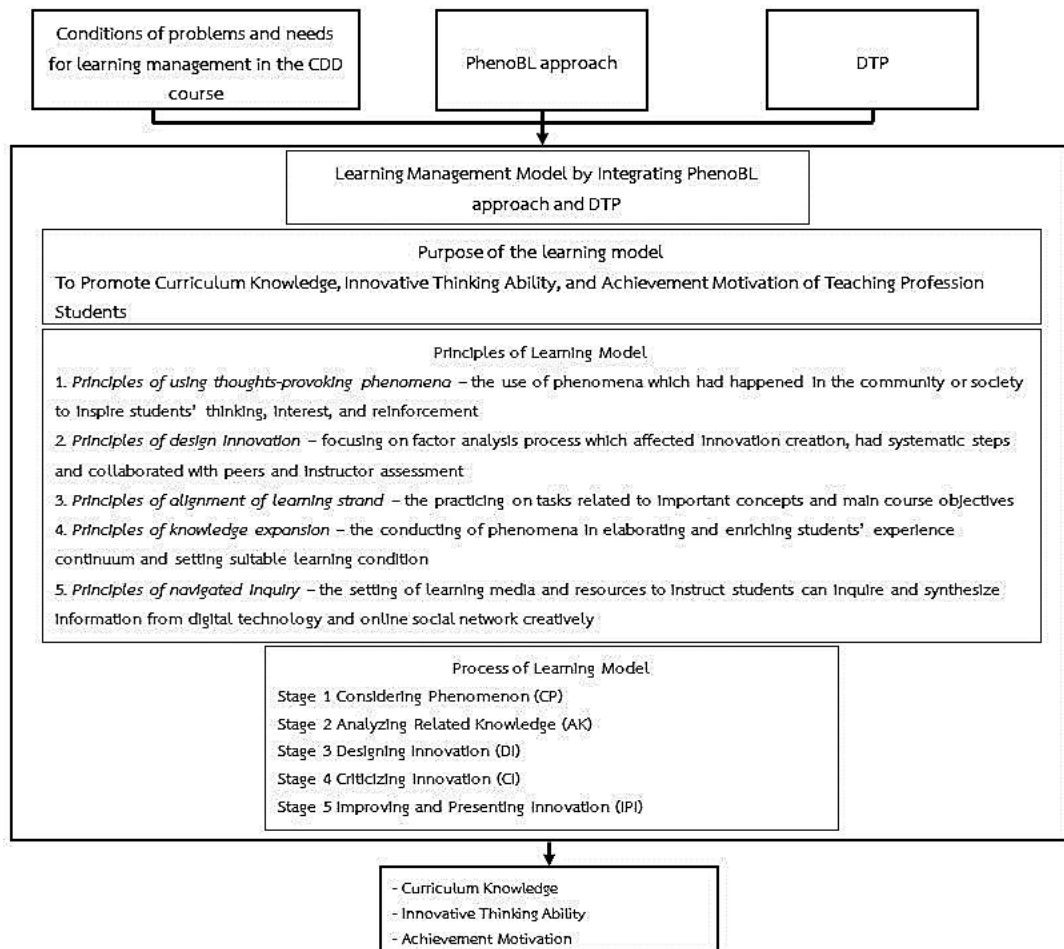 Conditions of problems and needs
for learning management in the CDD
course
PhenoBL approach
DTP
Learning Management Model by Integrating PhenoBL
approach and DTP
Purpose of the learning model
To Promote Curriculum Knowledge, Innovative Thinking Ability, and Achievement Motivation of Teaching Profession
Students
Principles of Learning Model
1. Principles of using thoughts-provoking phenomena – the use of phenomena which had happened in the community or society
to inspire students' thinking, interest, and reinforcement
2. Principles of design innovation – focusing on factor analysis process which affected innovation creation, had systematic steps
and collaborated with peers and instructor assessment
3. Principles of alignment of learning strand – the practicing on tasks related to important concepts and main course objectives
4. Principles of knowledge expansion – the conducting of phenomena in elaborating and enriching students' experience
continuum and setting suitable learning condition
5. Principles of navigated inquiry – the setting of learning media and resources to instruct students can inquire and synthesize
information from digital technology and online social network creatively
Process of Learning Model
Stage 1 Considering Phenomenon (CP)
Stage 2 Analyzing Related Knowledge (AK)
Stage 3 Designing Innovation (DI)
Stage 4 Criticizing Innovation (CI)
Stage 5 Improving and Presenting Innovation (IPI)
- Curriculum Knowledge
- Innovative Thinking Ability
- Achievement Motivation